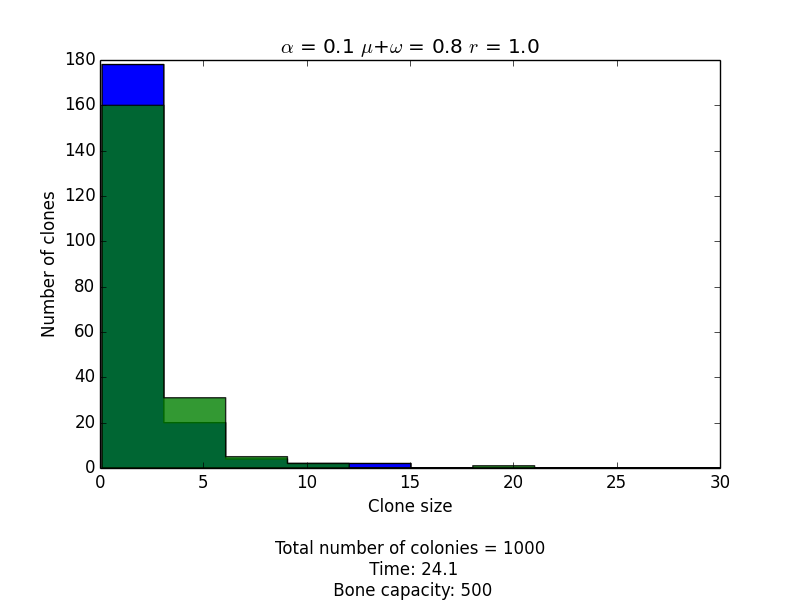 α = 0.1 μ+ω = 0.8 r = 1.0
180
160
140
120
100
80
60
40
20
0
Number of clones
0 5 10 15 20 25 30
Clone size
Total number of colonies = 1000
Time: 24.1
Bone capacity: 500